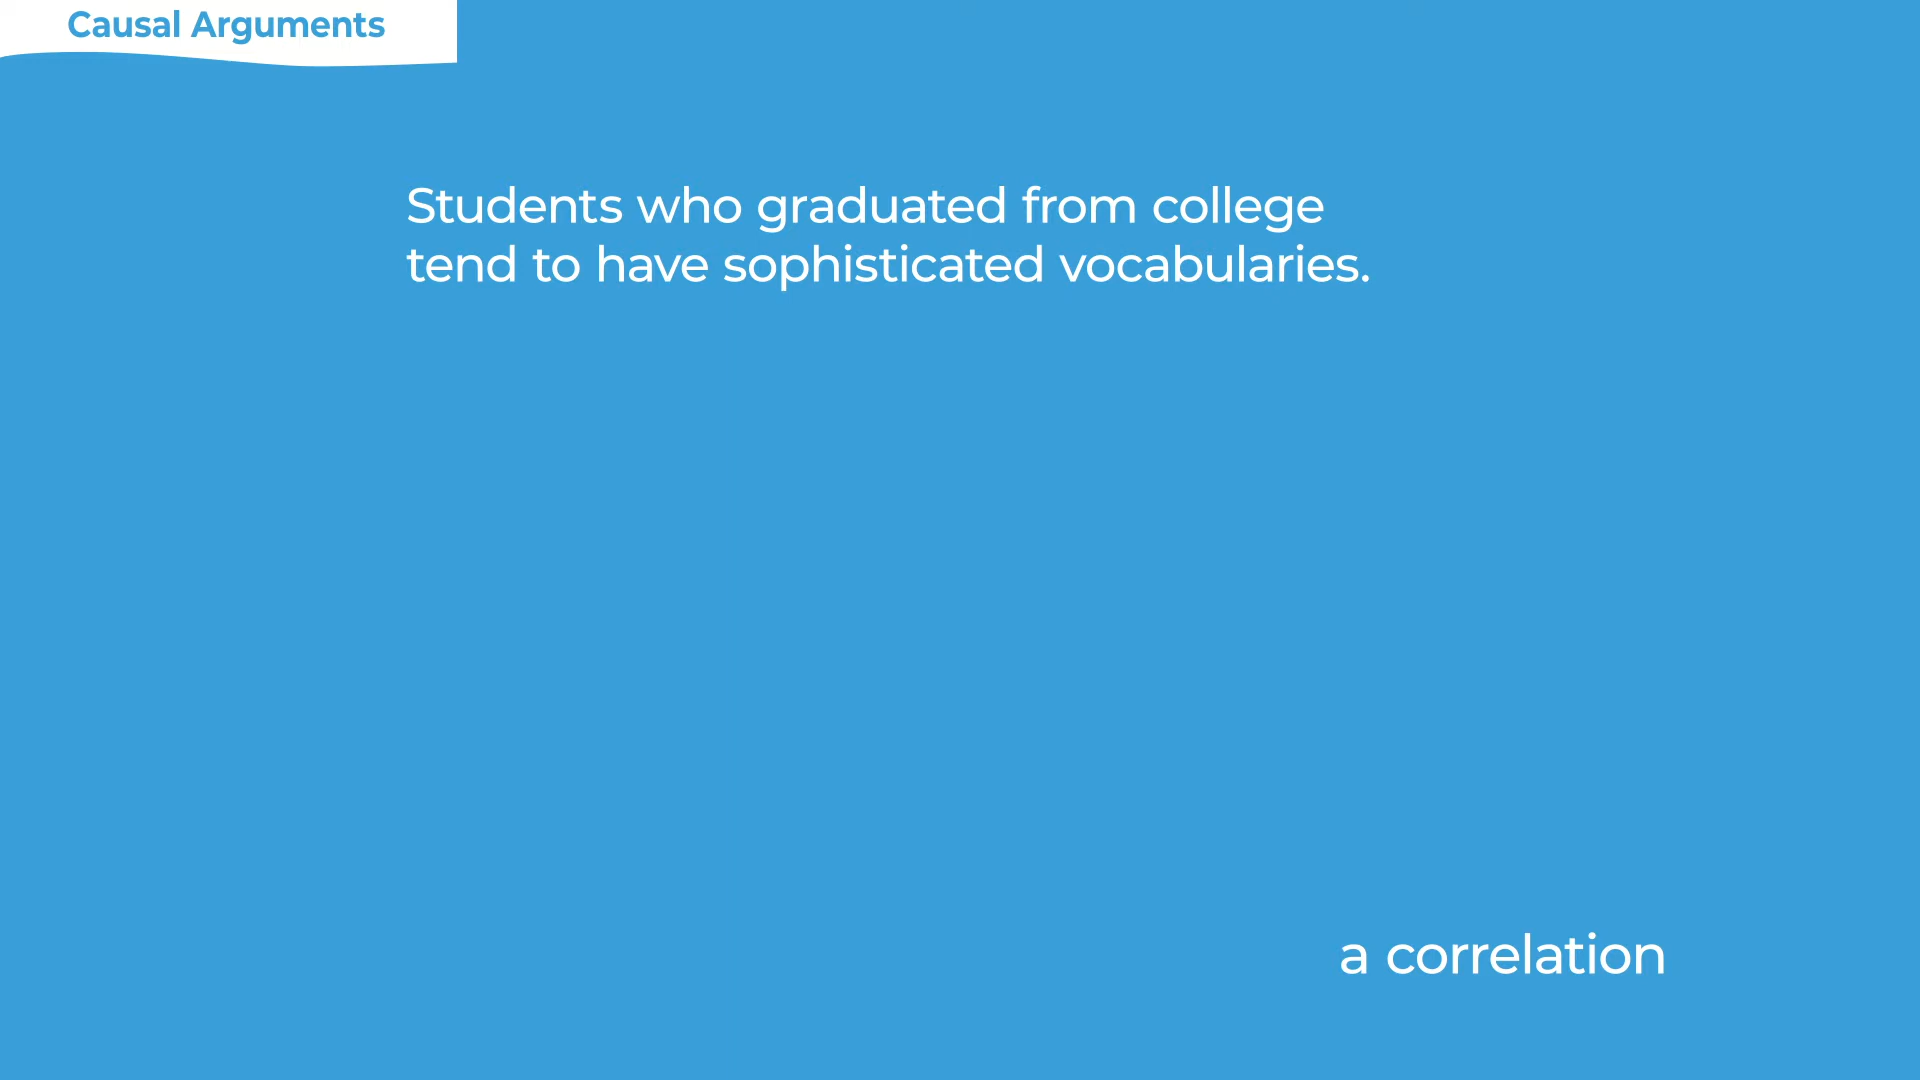 Causal Arguments
Students who graduated from college
tend to have sophisticated vocabularies.
a correlation